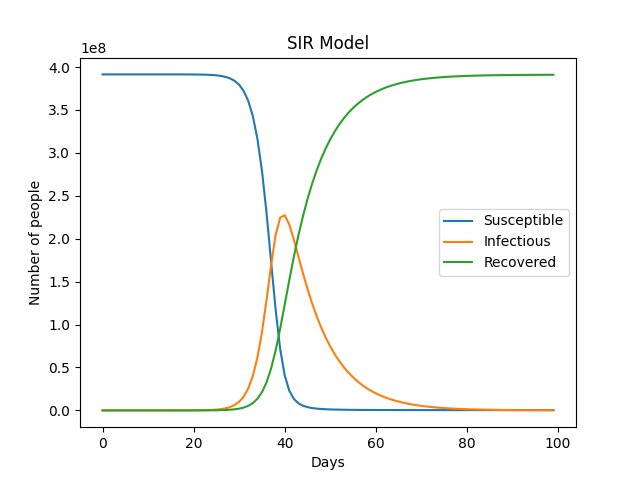 SIR Model
1e8
4.0
3.5
3.0
2.5
2.0
1.5
1.0
0.5
0.0
Number of people
Susceptible
Infectious
Recovered
0 20 40 60 80 100
Days